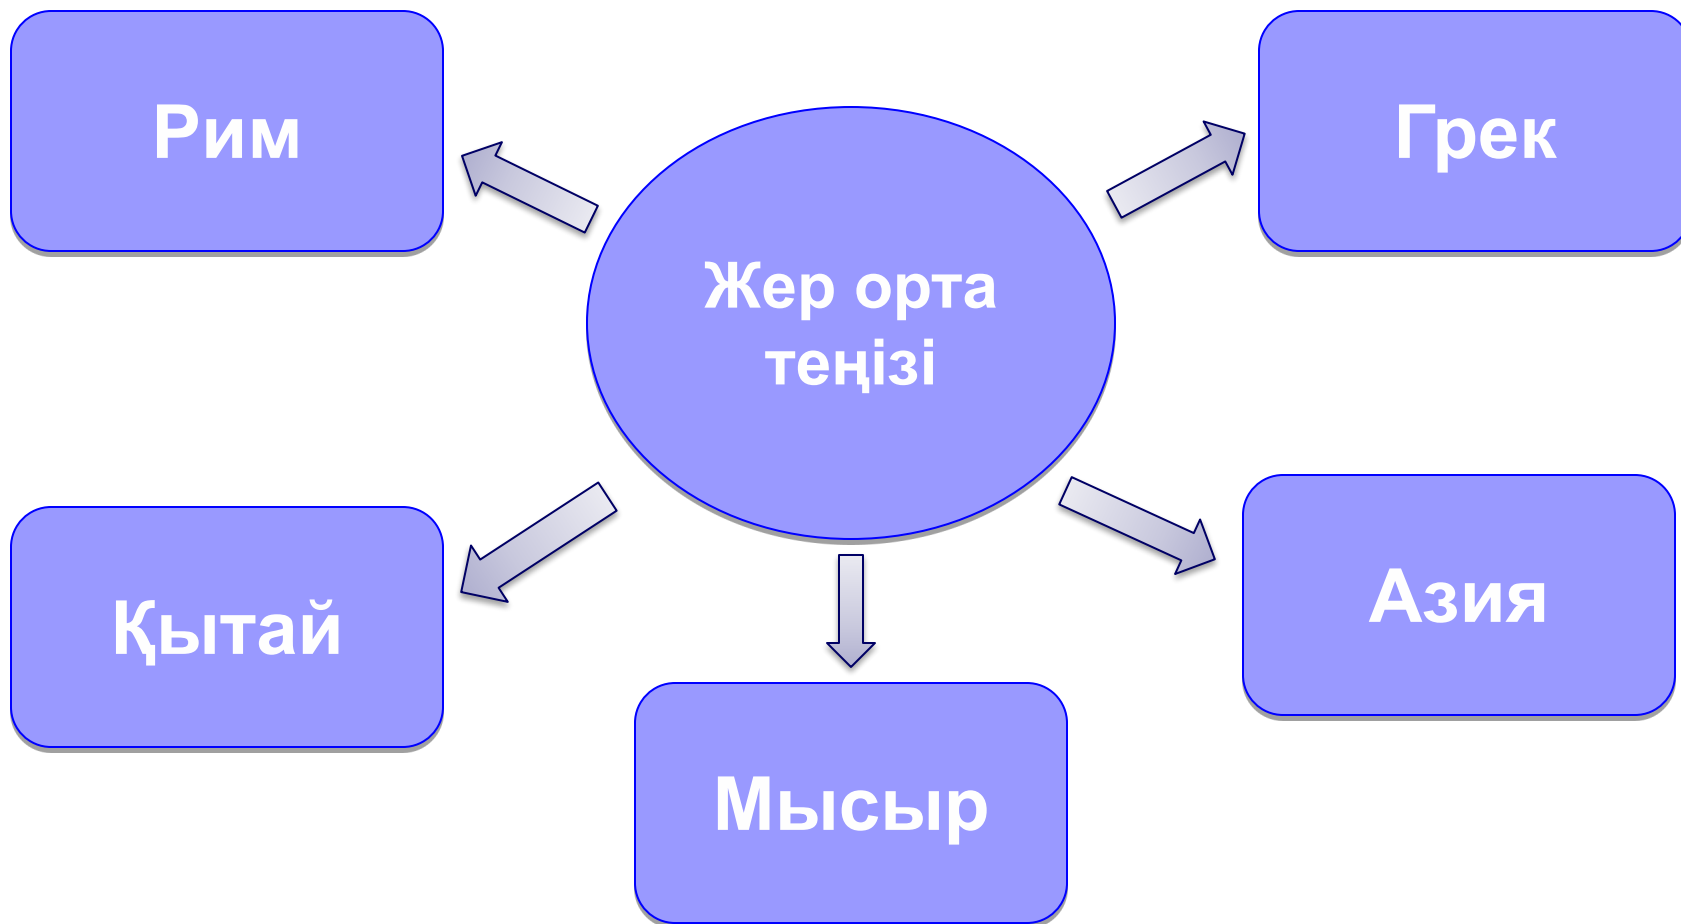 Рим
Грек
Жер орта
теңізі
Қытай
Азия
Мысыр